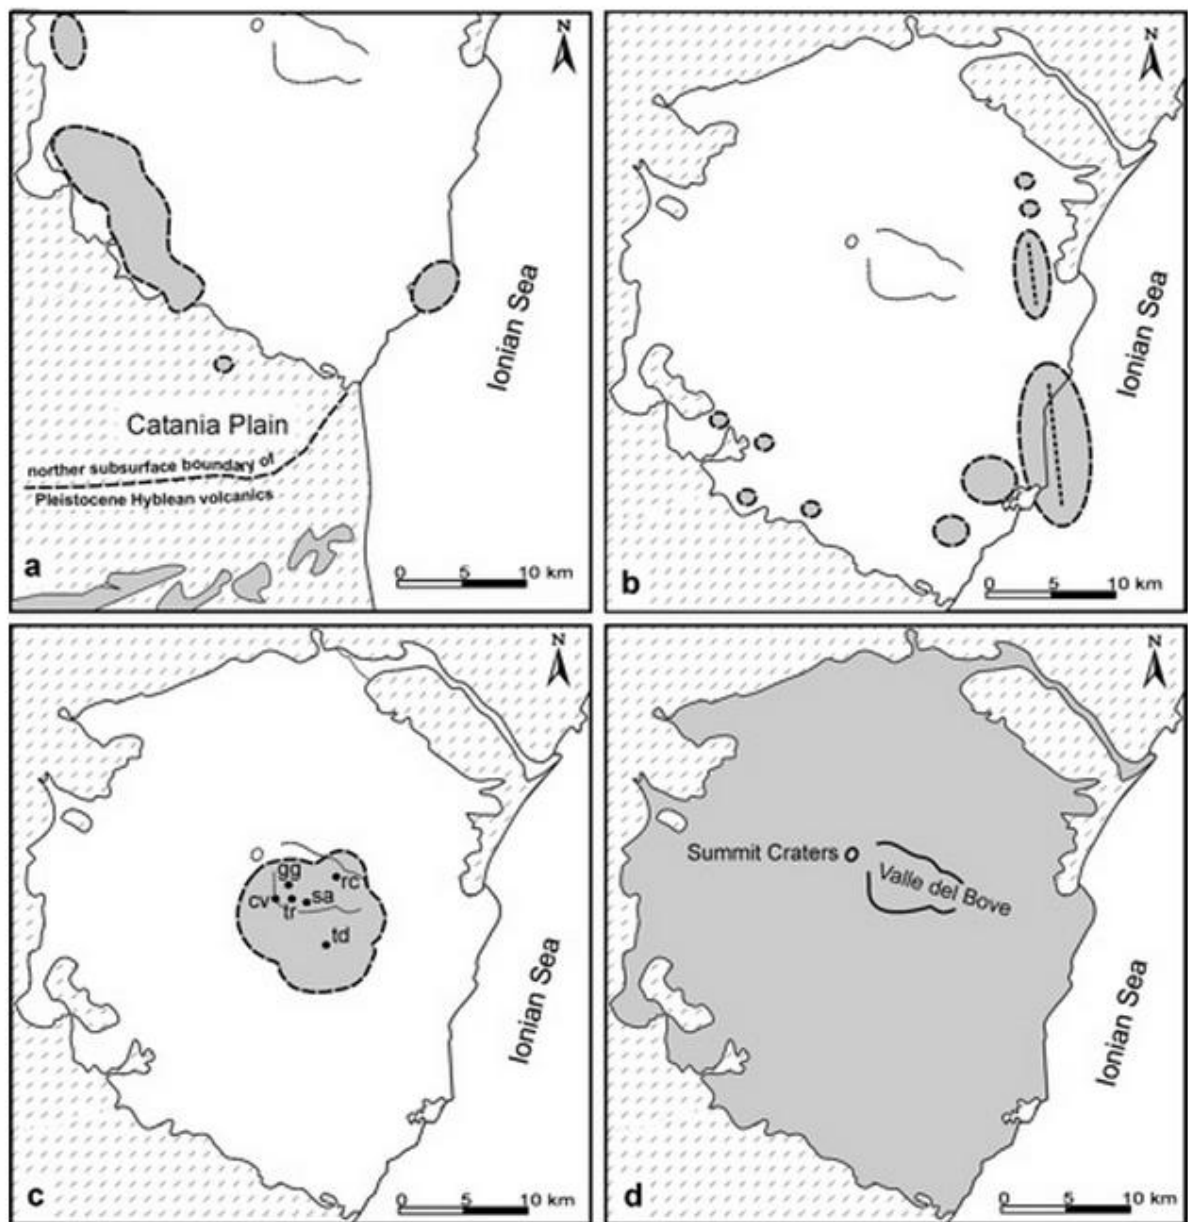 N
Ionian Sea
Catania Plain
norther subsurface boundary of
Pleistocene Hyblean volcanics
a
0 5 10 km
N
Ionian Sea
b
0 5 10 km
N
gg
rc
cv
tr
sa
td
Ionian Sea
c
0 5 10 km
N
Summit Craters
Valle del Bove
Ionian Sea
d
0 5 10 km